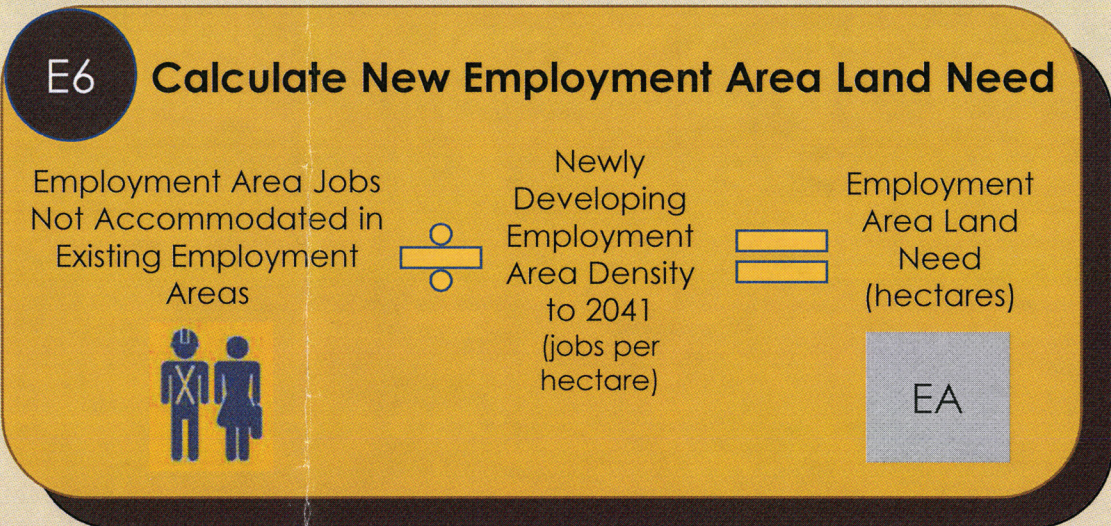 E6
Calculate New Employment Area Land Need
Employment Area Jobs
Not Accommodated in
Existing Employment
Areas
÷
Newly
Developing
Employment
Area Density
to 2041
(jobs per
hectare)
=
Employment
Area Land
Need
(hectares)
EA